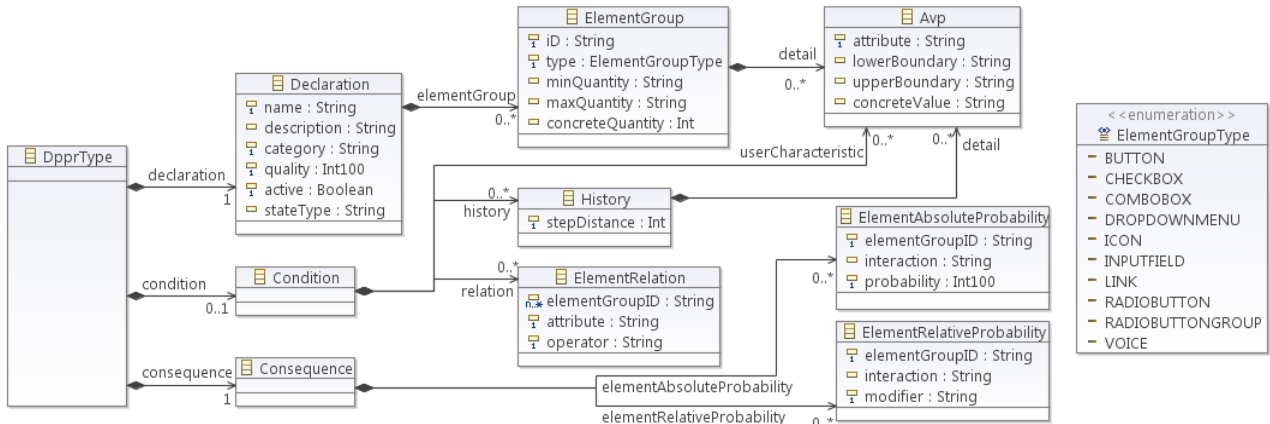 DpprType
declaration
1
condition
0..1
consequence
1
Declaration
name : String
description : String
category : String
quality : Int100
active : Boolean
stateType : String
elementGroup
0..*
ElementGroup
iD : String
type : ElementGroupType
minQuantity : String
maxQuantity : String
concreteQuantity : Int
detail
0..*
Avp
attribute : String
lowerBoundary : String
upperBoundary : String
concreteValue : String
Condition
userCharacteristic
0..*
0..*
history
0..*
relation
History
stepDistance : Int
0..*
detail
ElementRelation
n..* elementGroupID : String
attribute : String
operator : String
Consequence
elementAbsoluteProbability
0..*
elementRelativeProbability
0..*
ElementAbsoluteProbability
elementGroupID : String
interaction : String
probability : Int100
ElementRelativeProbability
elementGroupID : String
interaction : String
modifier : String
<<enumeration>>
ElementGroupType
BUTTON
CHECKBOX
COMBOBOX
DROPDOWNMENU
ICON
INPUTFIELD
LINK
RADIOBUTTON
RADIOBUTTONGROUP
VOICE